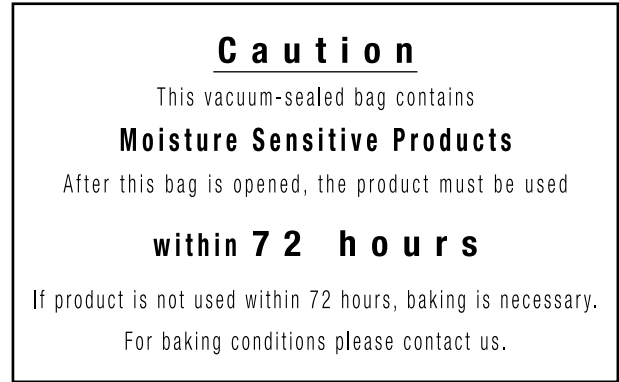 Caution
This vacuum-sealed bag contains
Moisture Sensitive Products
After this bag is opened, the product must be used
within 72 hours
If product is not used within 72 hours, baking is necessary.
For baking conditions please contact us.